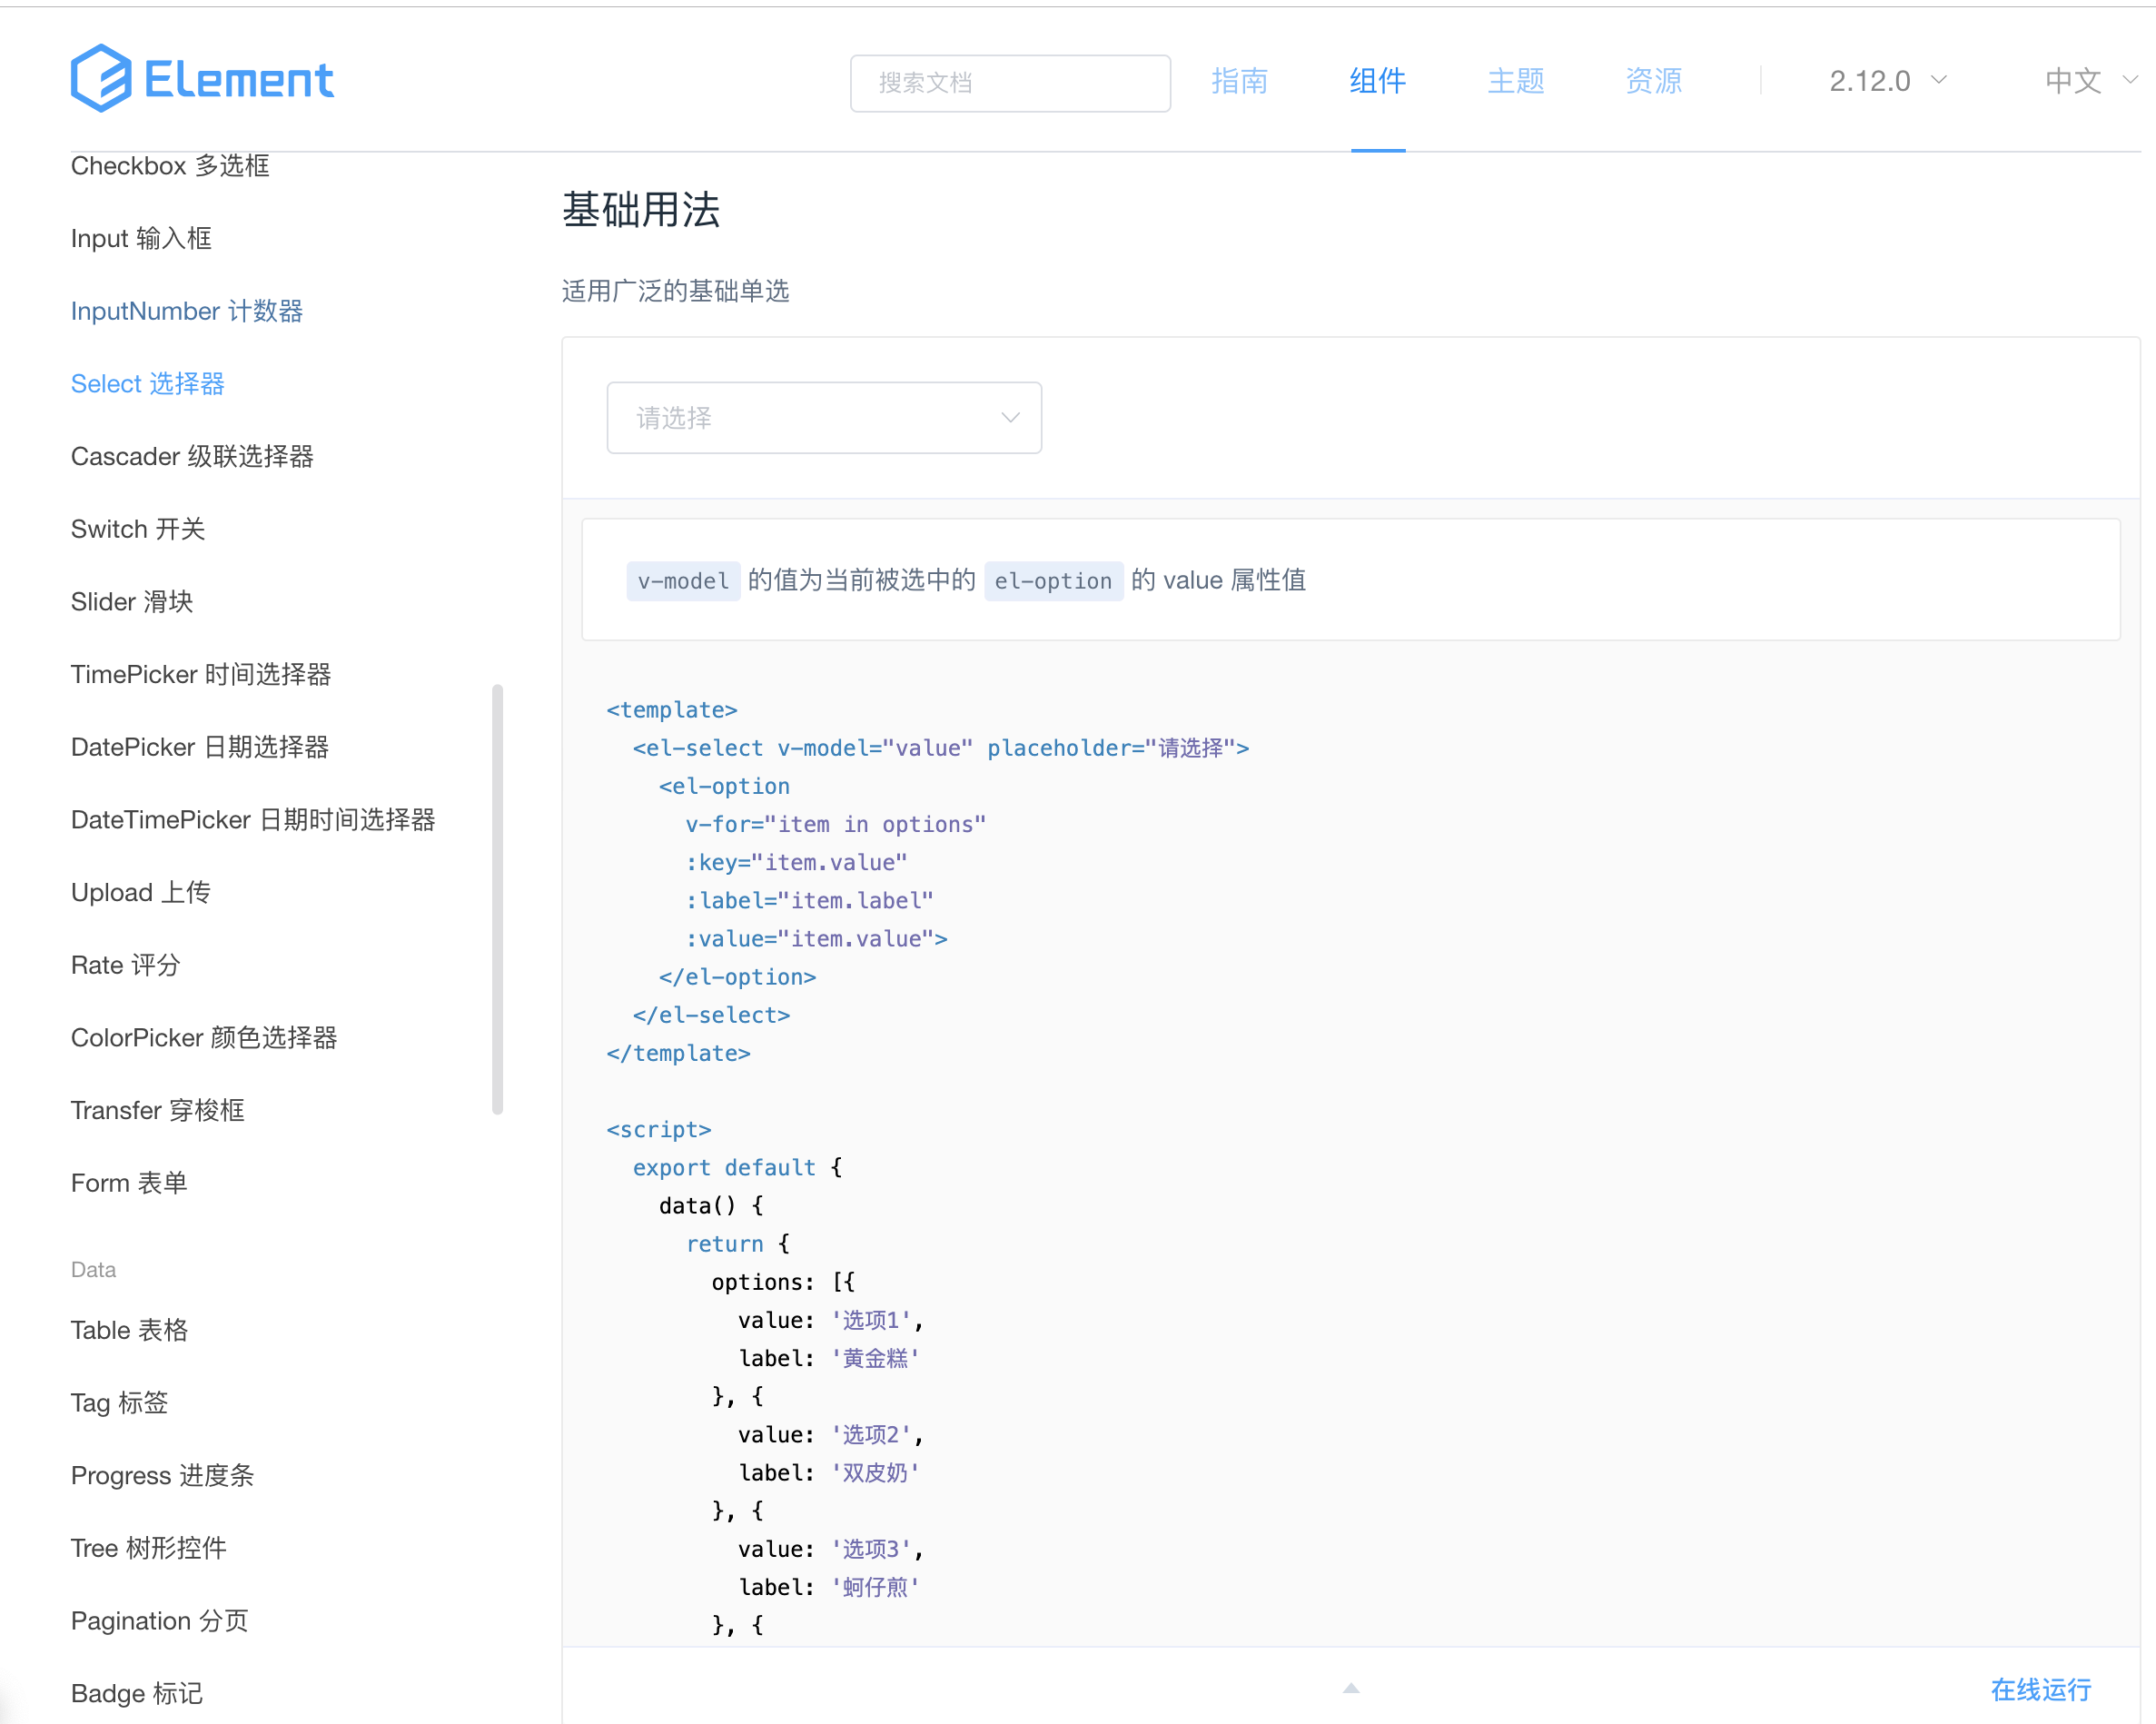 Element
搜索文档
指南
组件
主题
资源
2.12.0
中文
Checkbox 多选框
Input 输入框
InputNumber 计数器
Select 选择器
Cascader 级联选择器
Switch 开关
Slider 滑块
TimePicker 时间选择器
DatePicker 日期选择器
DateTimePicker 日期时间选择器
Upload 上传
Rate 评分
ColorPicker 颜色选择器
Transfer 穿梭框
Form 表单
Data
Table 表格
Tag 标签
Progress 进度条
Tree 树形控件
Pagination 分页
Badge 标记
基础用法
适用广泛的基础单选
请选择
v-model 的值为当前被选中的 el-option 的 value 属性值
<template>
  <el-select v-model="value" placeholder="请选择">
    <el-option
      v-for="item in options"
      :key="item.value"
      :label="item.label"
      :value="item.value">
    </el-option>
  </el-select>
</template>
<script>
  export default {
    data() {
      return {
        options: [{
          value: '选项1',
          label: '黄金糕'
        }, {
          value: '选项2',
          label: '双皮奶'
        }, {
          value: '选项3',
          label: '蚵仔煎'
        }, {
在线运行